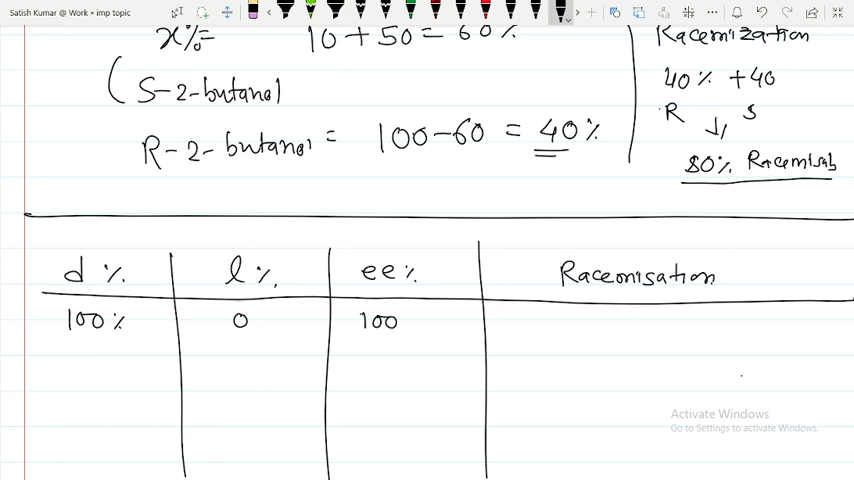 Satish Kumar @ Work » imp topic
x%= 10 + 50 = 60%
Racemization
(S-2-butanol
40% + 40
R S
R-2-butanol = 100-60 = 40%
80% Racemisat
d % l % ee % Racemisation
100% 0 100
Activate Windows
Go to Settings to activate Windows.